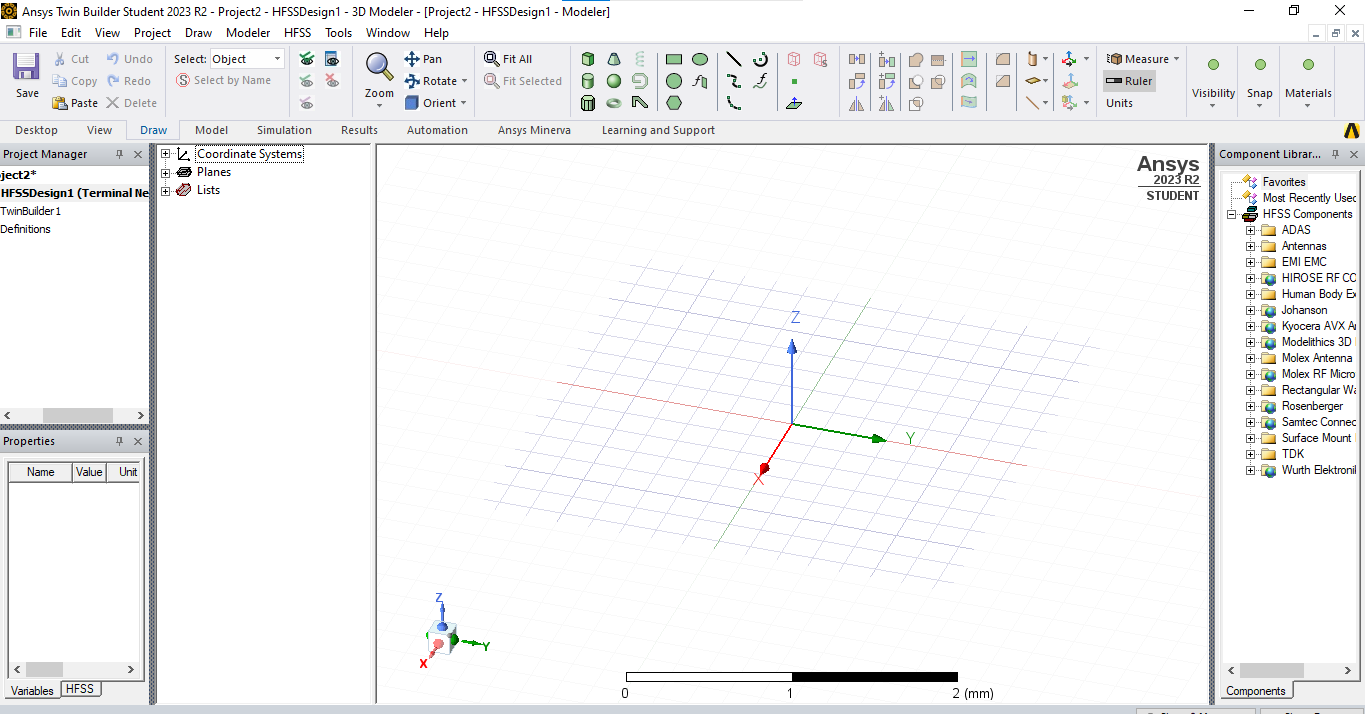 Ansys Twin Builder Student 2023 R2 - Project2 - HFSSDesign1 - 3D Modeler - [Project2 - HFSSDesign1 - Modeler]
File Edit View Project Draw Modeler HFSS Tools Window Help
Save
Cut
Copy
Paste
Undo
Redo
Delete
Select: Object
Select by Name
Zoom
Pan
Rotate
Orient
Fit All
Fit Selected
Measure
Ruler
Units
Visibility
Snap
Materials
Desktop View Draw Model Simulation Results Automation Ansys Minerva Learning and Support
Project Manager
ject2*
HFSSDesign1 (Terminal Ne
TwinBuilder1
Definitions
Properties
Name Value Unit
Variables HFSS
Coordinate Systems
Planes
Lists
Ansys
2023 R2
STUDENT
Z
Y
X
Z
Y
X
0 1 2 (mm)
Component Librar...
Favorites
Most Recently Used
HFSS Components
ADAS
Antennas
EMI EMC
HIROSE RF CO
Human Body Ex
Johanson
Kyocera AVX A
Modelithics 3D
Molex Antenna
Molex RF Micro
Rectangular Wa
Rosenberger
Samtec Connec
Surface Mount
TDK
Wurth Elektronik
Components